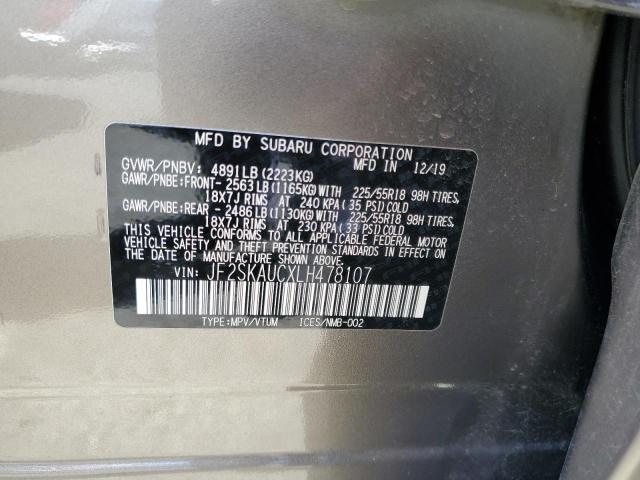 MFD BY SUBARU CORPORATION
GVWR/PNBV: 4891LB (2223KG) MFD IN 12/19
GAWR/PNBE:FRONT- 2563LB(1165KG)WITH 225/55R18 98H TIRES,
18X7J RIMS AT 240 KPA(35 PSI)COLD
GAWR/PNBE:REAR - 2486LB(1130KG)WITH 225/55R18 98H TIRES,
18X7J RIMS AT 230 KPA(33 PSI)COLD
THIS VEHICLE CONFORMS TO ALL APPLICABLE FEDERAL MOTOR
VEHICLE SAFETY AND THEFT PREVENTION STANDARDS IN EFFECT
ON THE DATE OF MANUFACTURE SHOWN ABOVE.
VIN: JF2SKAUCXLH478107
TYPE:MPV/VTUM ICES/NMB-002